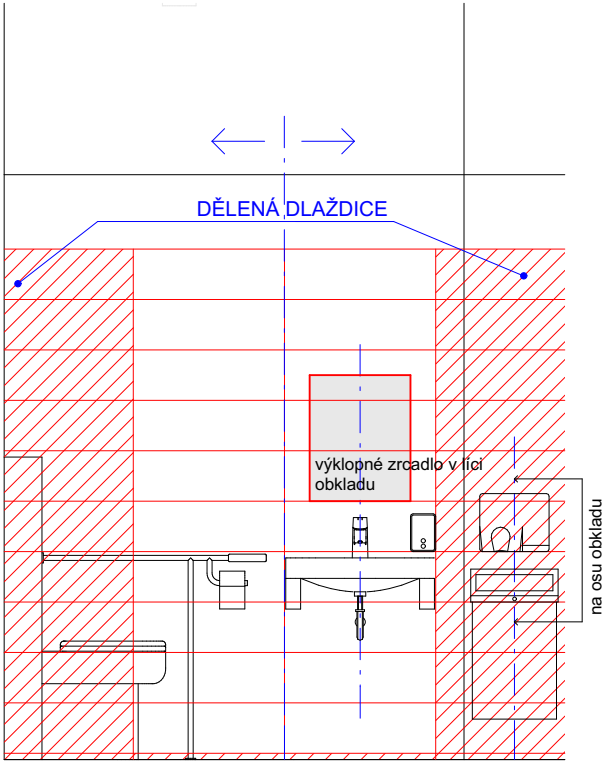 DĚLENÁ DLAŽDICE
výklopné zrcadlo v líci
obkladu
na osu obkladu